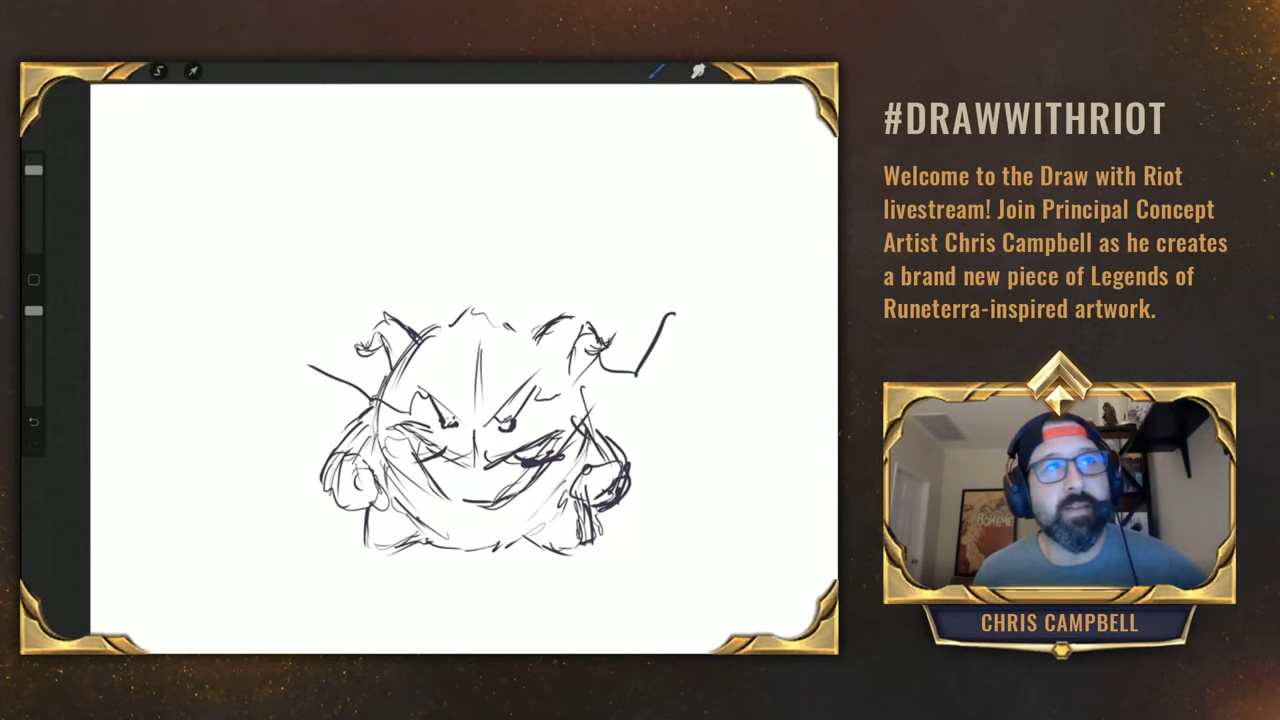 #DRAWWITHRIOT
Welcome to the Draw with Riot
livestream! Join Principal Concept
Artist Chris Campbell as he creates
a brand new piece of Legends of
Runeterra-inspired artwork.
CHRIS CAMPBELL